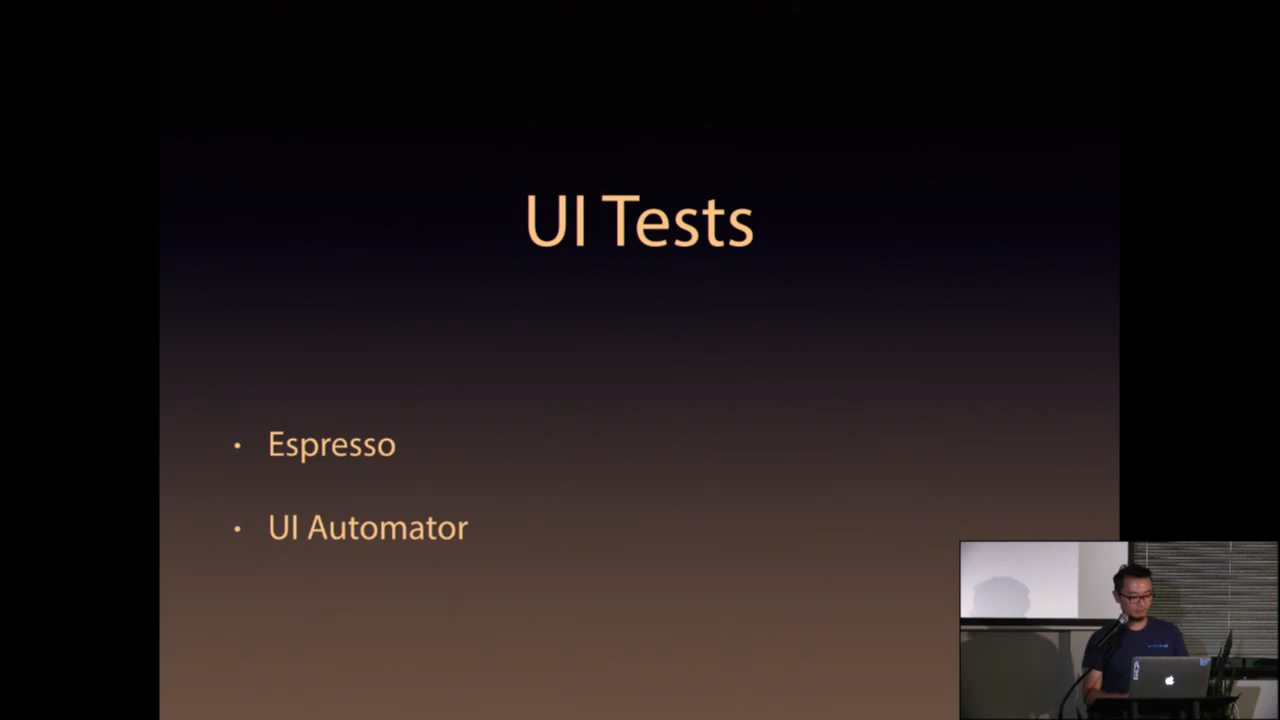 UI Tests
• Espresso
• UI Automator